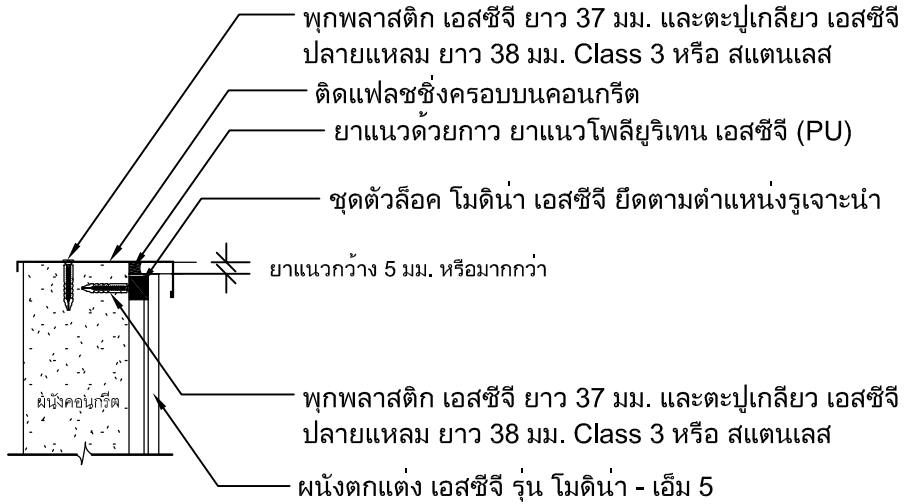 พุกพลาสติก เอสซีจี ยาว 37 มม. และตะปูเกลียว เอสซีจี
ปลายแหลม ยาว 38 มม. Class 3 หรือ สแตนเลส
ติดแฟลชชิ่งครอบบนคอนกรีต
ยาแนวด้วยกาว ยาแนวโพลียูริเทน เอสซีจี (PU)
ชุดตัวล็อค โมดิน่า เอสซีจี ยึดตามตำแหน่งรูเจาะนำ
ยาแนวกว้าง 5 มม. หรือมากกว่า
ผนังคอนกรีต
พุกพลาสติก เอสซีจี ยาว 37 มม. และตะปูเกลียว เอสซีจี
ปลายแหลม ยาว 38 มม. Class 3 หรือ สแตนเลส
ผนังตกแต่ง เอสซีจี รุ่น โมดิน่า - เอ็ม 5